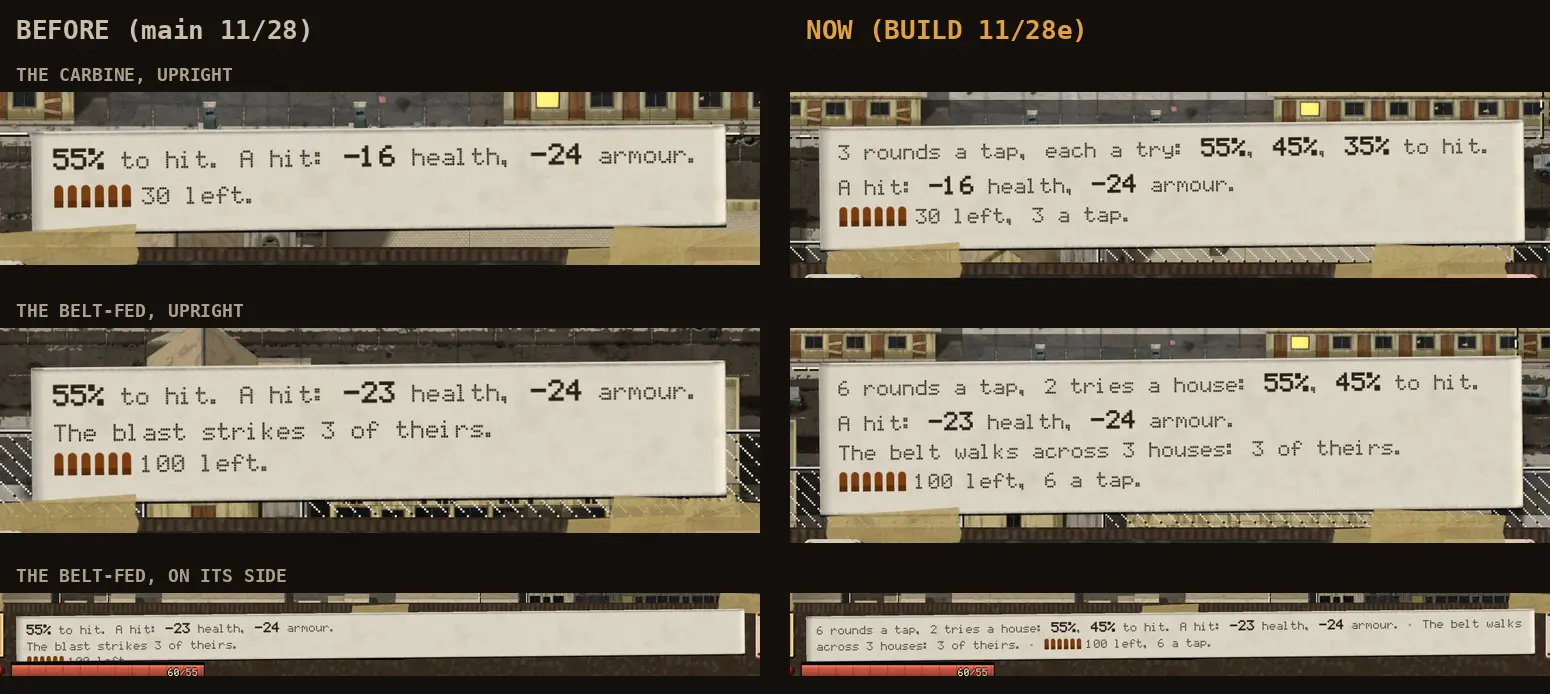 BEFORE (main 11/28)
NOW (BUILD 11/28e)
THE CARBINE, UPRIGHT
55% to hit. A hit: -16 health, -24 armour.
30 left.
3 rounds a tap, each a try: 55%, 45%, 35% to hit.
A hit: -16 health, -24 armour.
30 left, 3 a tap.
THE BELT-FED, UPRIGHT
55% to hit. A hit: -23 health, -24 armour.
The blast strikes 3 of theirs.
100 left.
6 rounds a tap, 2 tries a house: 55%, 45% to hit.
A hit: -23 health, -24 armour.
The belt walks across 3 houses: 3 of theirs.
100 left, 6 a tap.
THE BELT-FED, ON ITS SIDE
55% to hit. A hit: -23 health, -24 armour.
The blast strikes 3 of theirs.
100 left
60/55
6 rounds a tap, 2 tries a house: 55%, 45% to hit. A hit: -23 health, -24 armour. · The belt walks
across 3 houses: 3 of theirs. · 100 left, 6 a tap.
60/55